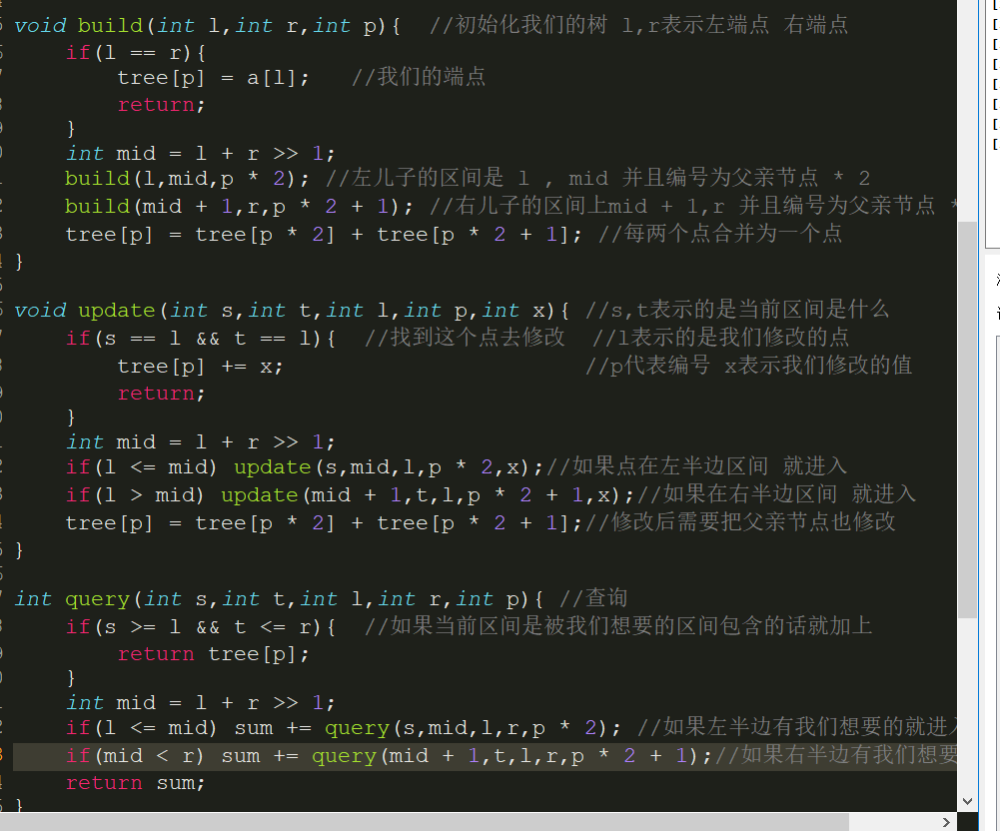 void build(int l,int r,int p){  //初始化我们的树 l,r表示左端点 右端点
    if(l == r){
        tree[p] = a[l];   //我们的端点
        return;
    }
    int mid = l + r >> 1;
    build(l,mid,p * 2); //左儿子的区间是 l , mid 并且编号为父亲节点 * 2
    build(mid + 1,r,p * 2 + 1); //右儿子的区间上mid + 1,r 并且编号为父亲节点 *
    tree[p] = tree[p * 2] + tree[p * 2 + 1]; //每两个点合并为一个点
}
void update(int s,int t,int l,int p,int x){ //s,t表示的是当前区间是什么
    if(s == l && t == l){  //找到这个点去修改  //l表示的是我们修改的点
        tree[p] += x;                       //p代表编号 x表示我们修改的值
        return;
    }
    int mid = l + r >> 1;
    if(l <= mid) update(s,mid,l,p * 2,x);//如果点在左半边区间 就进入
    if(l > mid) update(mid + 1,t,l,p * 2 + 1,x);//如果在右半边区间 就进入
    tree[p] = tree[p * 2] + tree[p * 2 + 1];//修改后需要把父亲节点也修改
}
int query(int s,int t,int l,int r,int p){ //查询
    if(s >= l && t <= r){  //如果当前区间是被我们想要的区间包含的话就加上
        return tree[p];
    }
    int mid = l + r >> 1;
    if(l <= mid) sum += query(s,mid,l,r,p * 2); //如果左半边有我们想要的就进入
    if(mid < r) sum += query(mid + 1,t,l,r,p * 2 + 1);//如果右半边有我们想要
    return sum;
}